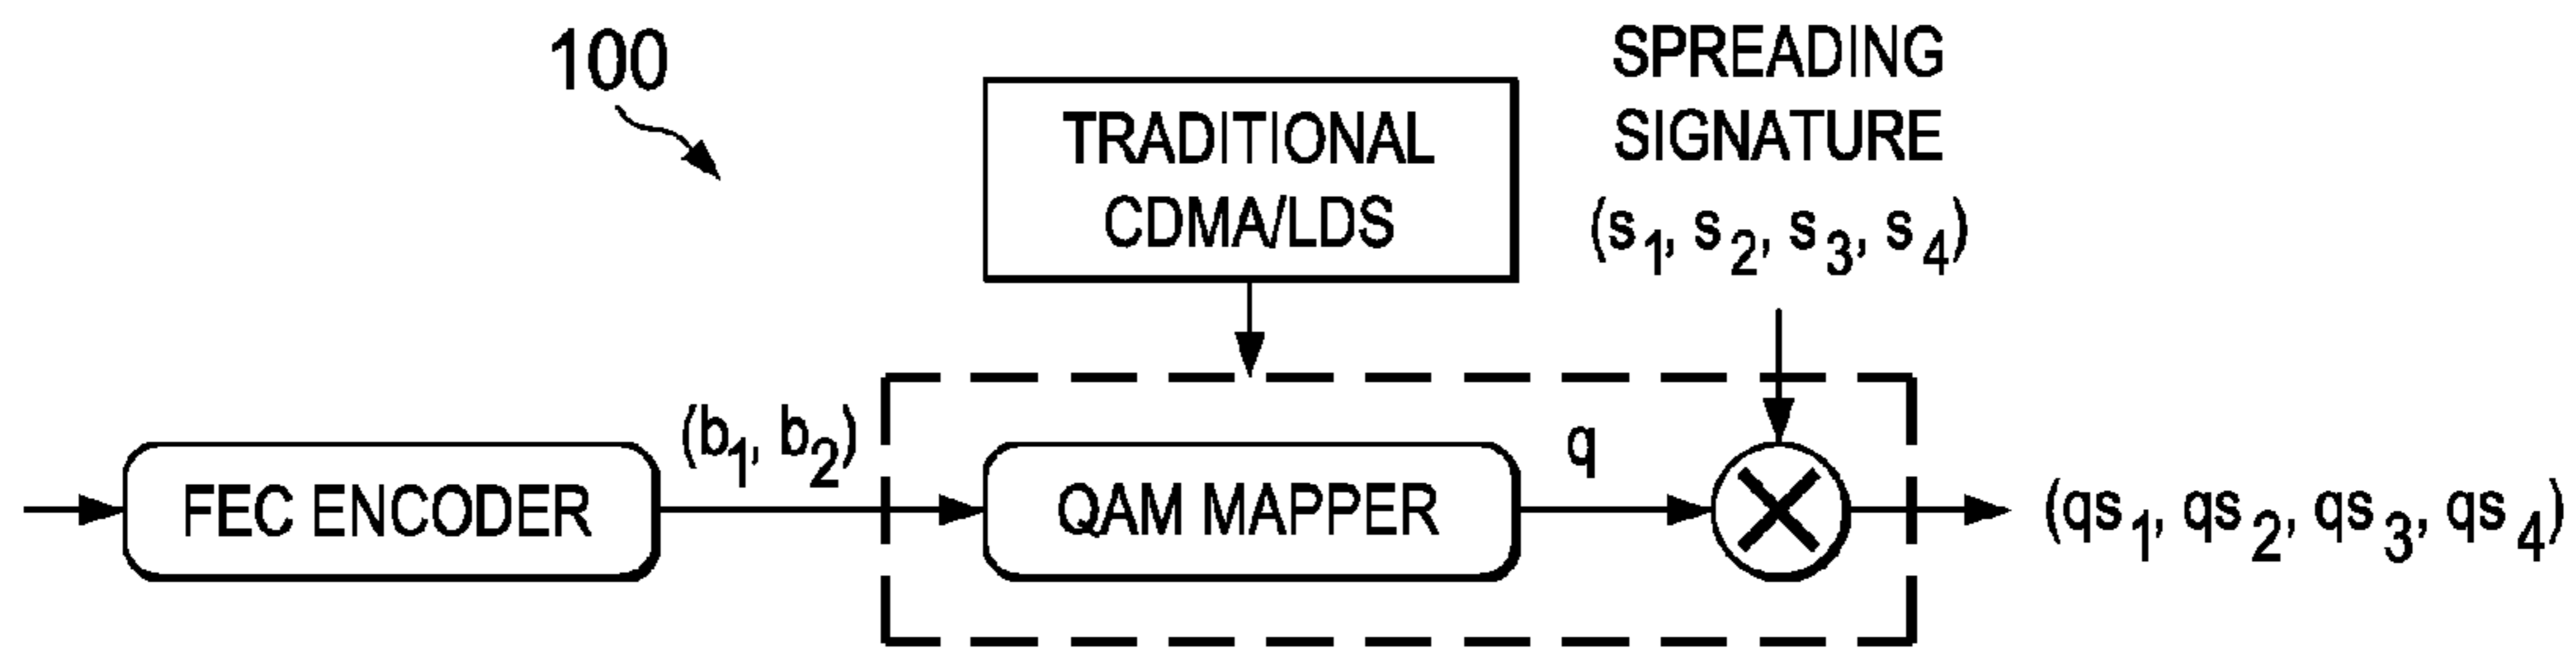 100
TRADITIONAL
CDMA/LDS
SPREADING
SIGNATURE
(s1, s2, s3, s4)
FEC ENCODER
(b1, b2)
QAM MAPPER
q
(qs1, qs2, qs3, qs4)